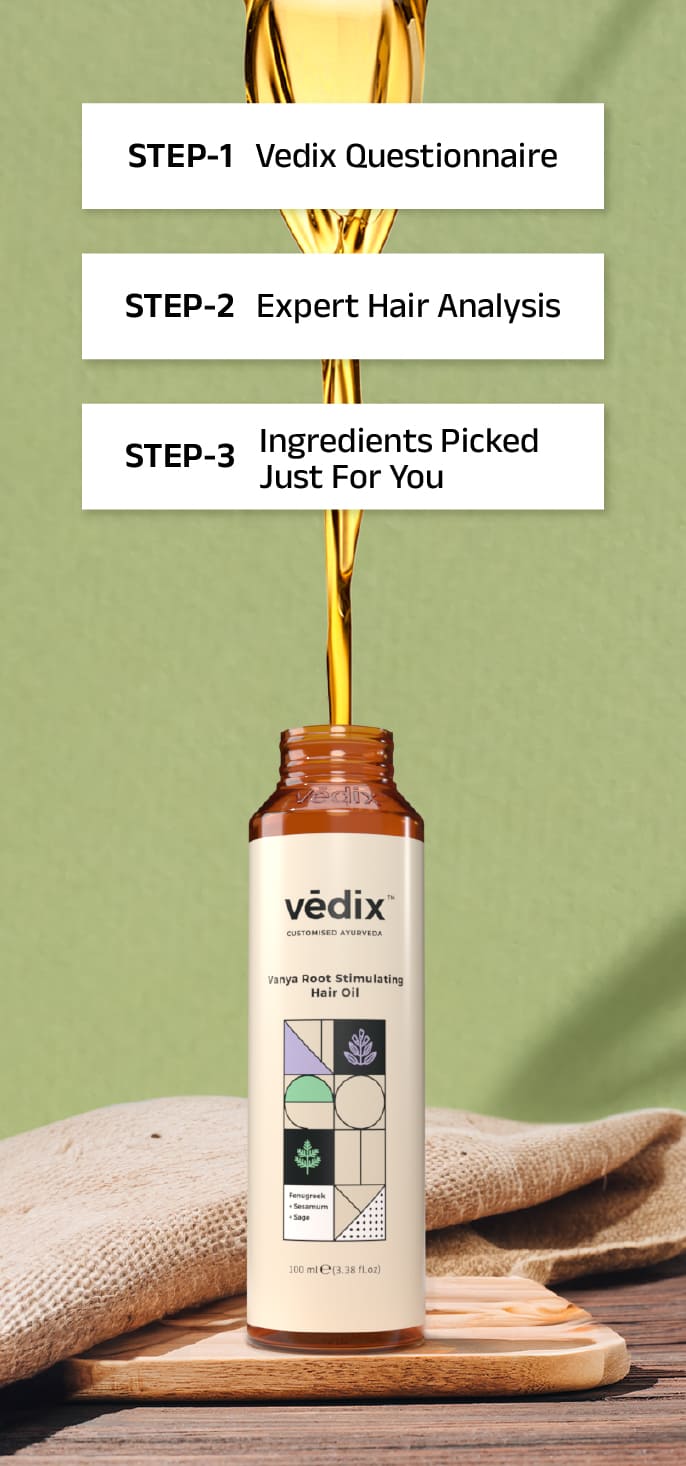 STEP-1 Vedix Questionnaire
STEP-2 Expert Hair Analysis
STEP-3 Ingredients Picked
Just For You
vēdix
vēdix™
CUSTOMISED AYURVEDA
Vanya Root Stimulating
Hair Oil
Fenugreek
• Sesamum
• Sage
100 ml ℮ (3.38 fl.oz)